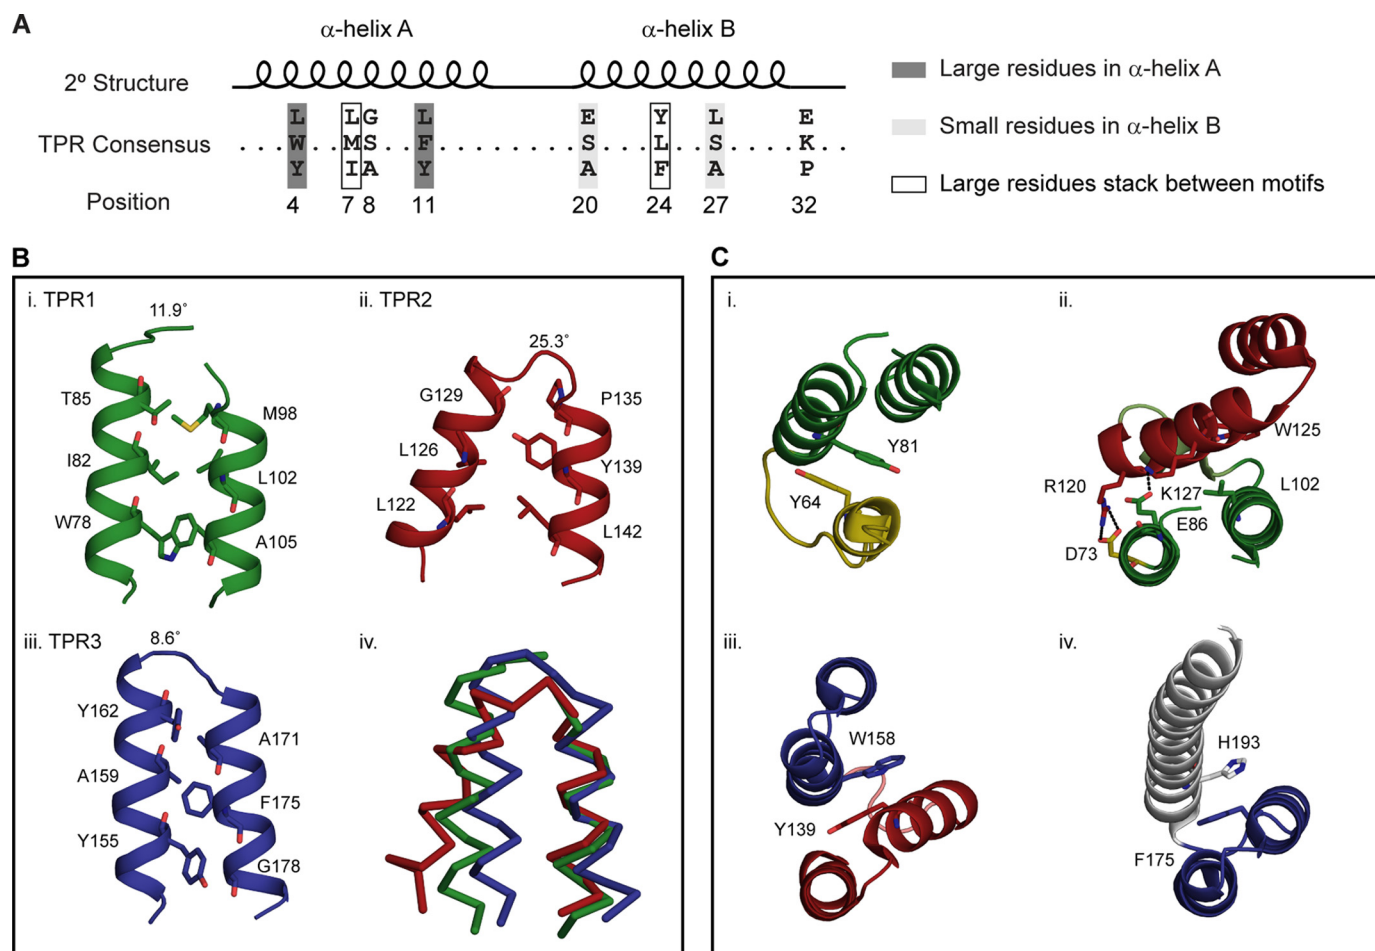 A
α-helix A
α-helix B
2º Structure
TPR Consensus
L L G L E Y L E
W M S F S L S K
Y I A Y A F A P
Position
4 7 8 11 20 24 27 32
Large residues in α-helix A
Small residues in α-helix B
Large residues stack between motifs
B
i. TPR1
11.9˚
T85
M98
I82
L102
W78
A105
ii. TPR2
25.3˚
G129
P135
L126
Y139
L122
L142
iii. TPR3
8.6˚
Y162
A171
A159
F175
Y155
G178
iv.
C
i.
Y81
Y64
ii.
W125
R120
K127
L102
E86
D73
iii.
W158
Y139
iv.
H193
F175